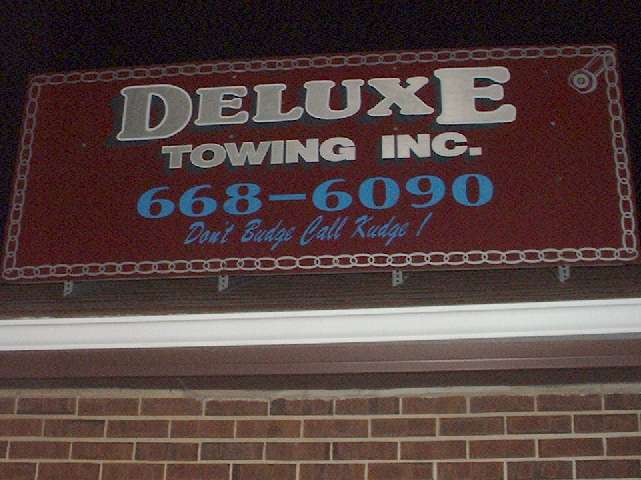 DELUXE
TOWING INC.
668-6090
Don't Budge Call Kudge!